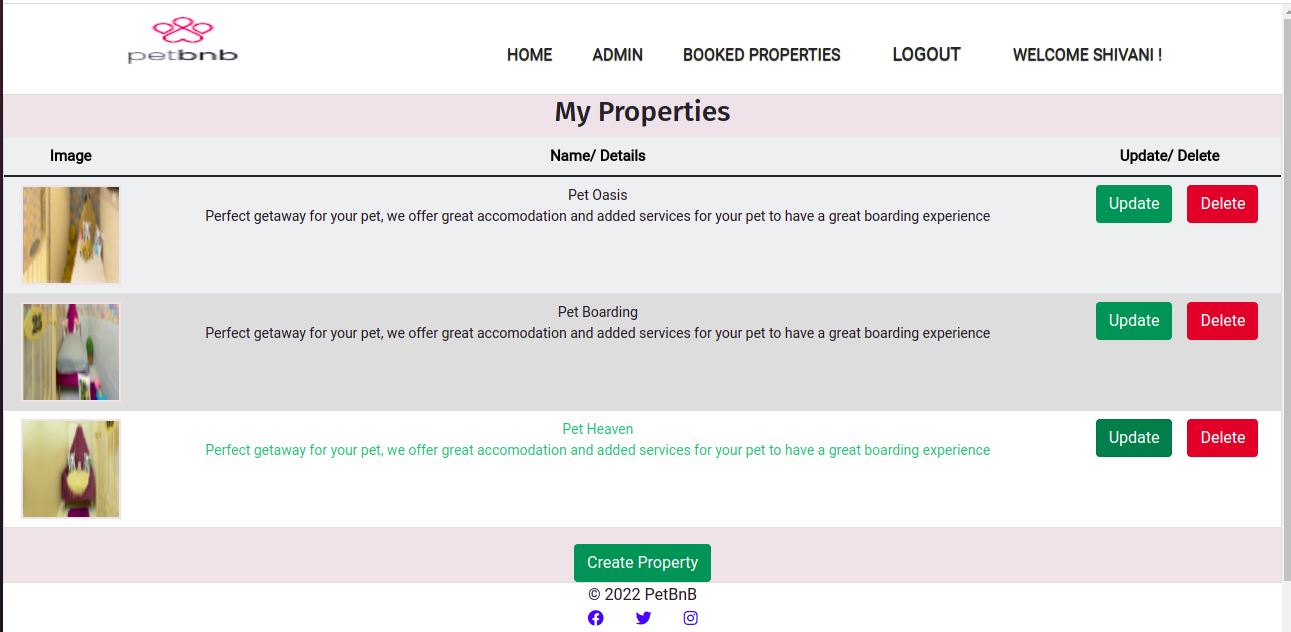 petbnb
HOME ADMIN BOOKED PROPERTIES LOGOUT WELCOME SHIVANI !
My Properties
Image Name/ Details Update/ Delete
Pet Oasis
Perfect getaway for your pet, we offer great accomodation and added services for your pet to have a great boarding experience
Update Delete
Pet Boarding
Perfect getaway for your pet, we offer great accomodation and added services for your pet to have a great boarding experience
Update Delete
Pet Heaven
Perfect getaway for your pet, we offer great accomodation and added services for your pet to have a great boarding experience
Update Delete
Create Property
© 2022 PetBnB